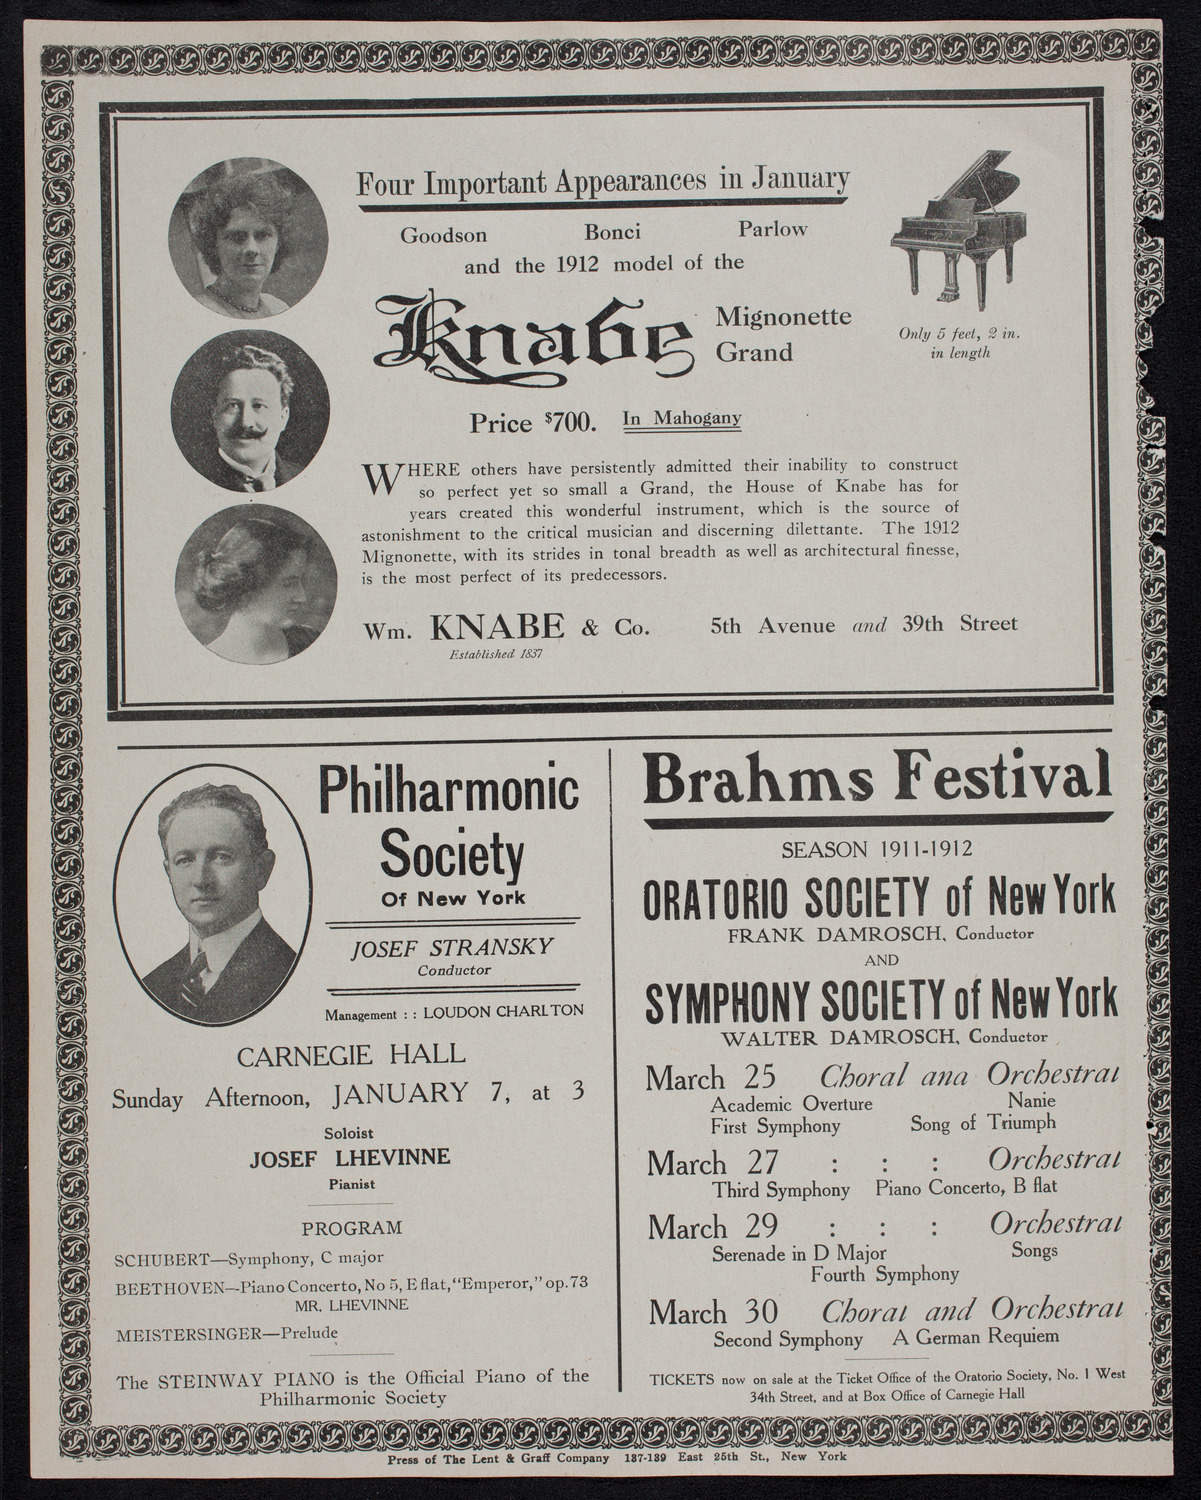 Four Important Appearances in January
Goodson Bonci Parlow
and the 1912 model of the
Knabe Mignonette
Grand
Only 5 feet, 2 in.
in length
Price $700. In Mahogany
WHERE others have persistently admitted their inability to construct
so perfect yet so small a Grand, the House of Knabe has for
years created this wonderful instrument, which is the source of
astonishment to the critical musician and discerning dilettante. The 1912
Mignonette, with its strides in tonal breadth as well as architectural finesse,
is the most perfect of its predecessors.
Wm. KNABE & Co. 5th Avenue and 39th Street
Established 1837
Philharmonic
Society
Of New York
JOSEF STRANSKY
Conductor
Management : : LOUDON CHARLTON
CARNEGIE HALL
Sunday Afternoon, JANUARY 7, at 3
Soloist
JOSEF LHEVINNE
Pianist
PROGRAM
SCHUBERT—Symphony, C major
BEETHOVEN—Piano Concerto, No 5, E flat, "Emperor," op. 73
MR. LHEVINNE
MEISTERSINGER—Prelude
The STEINWAY PIANO is the Official Piano of the
Philharmonic Society
Brahms Festival
SEASON 1911-1912
ORATORIO SOCIETY of New York
FRANK DAMROSCH, Conductor
AND
SYMPHONY SOCIETY of New York
WALTER DAMROSCH, Conductor
March 25 Choral and Orchestral
Academic Overture Nanie
First Symphony Song of Triumph
March 27 : : : Orchestral
Third Symphony Piano Concerto, B flat
March 29 : : : Orchestral
Serenade in D Major Songs
Fourth Symphony
March 30 Choral and Orchestral
Second Symphony A German Requiem
TICKETS now on sale at the Ticket Office of the Oratorio Society, No. 1 West
34th Street, and at Box Office of Carnegie Hall
Press of The Lent & Graff Company 137-139 East 25th St., New York